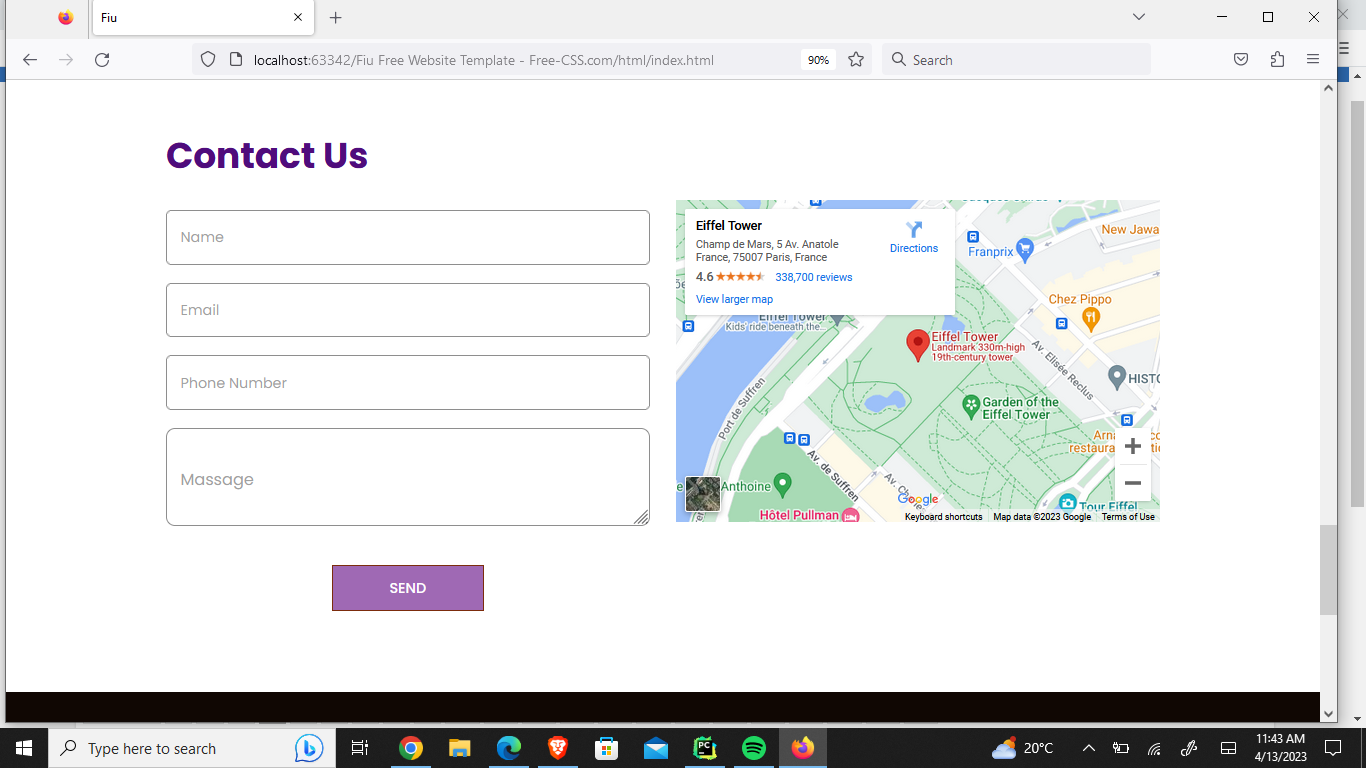 Fiu
localhost:63342/Fiu Free Website Template - Free-CSS.com/html/index.html
90%
Search
Contact Us
Name
Email
Phone Number
Massage
SEND
Eiffel Tower
Champ de Mars, 5 Av. Anatole
France, 75007 Paris, France
4.6
338,700 reviews
View larger map
Directions
New Jawa
Franprix
Chez Pippo
Eiffel Tower
Kids' ride beneath the...
Eiffel Tower
Landmark 330m-high
19th-century tower
Av. Elisée Reclus
HISTO
Port de Suffren
Garden of the
Eiffel Tower
Av. de Suffren
Anthoine
Hôtel Pullman
Google
Tour Eiffel
Keyboard shortcuts
Map data ©2023 Google
Terms of Use
Type here to search
PC
20°C
11:43 AM
4/13/2023